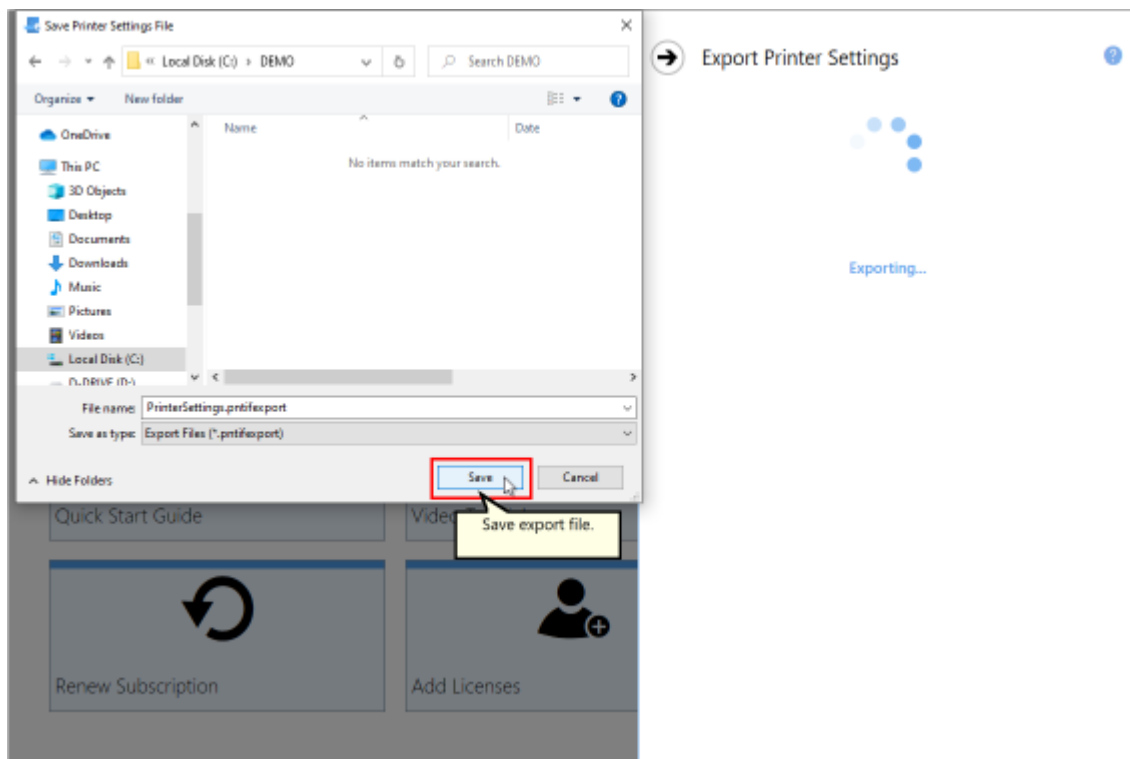 Save Printer Settings File
« Local Disk (C:) › DEMO
Search DEMO
Organize
New folder
OneDrive
This PC
3D Objects
Desktop
Documents
Downloads
Music
Pictures
Videos
Local Disk (C:)
D-DRIVE (D:)
Name
Date
No items match your search.
File name: PrinterSettings.pntifexport
Save as type: Export Files (*.pntifexport)
Hide Folders
Save
Cancel
Save export file.
Quick Start Guide
Renew Subscription
Add Licenses
Export Printer Settings
?
Exporting...